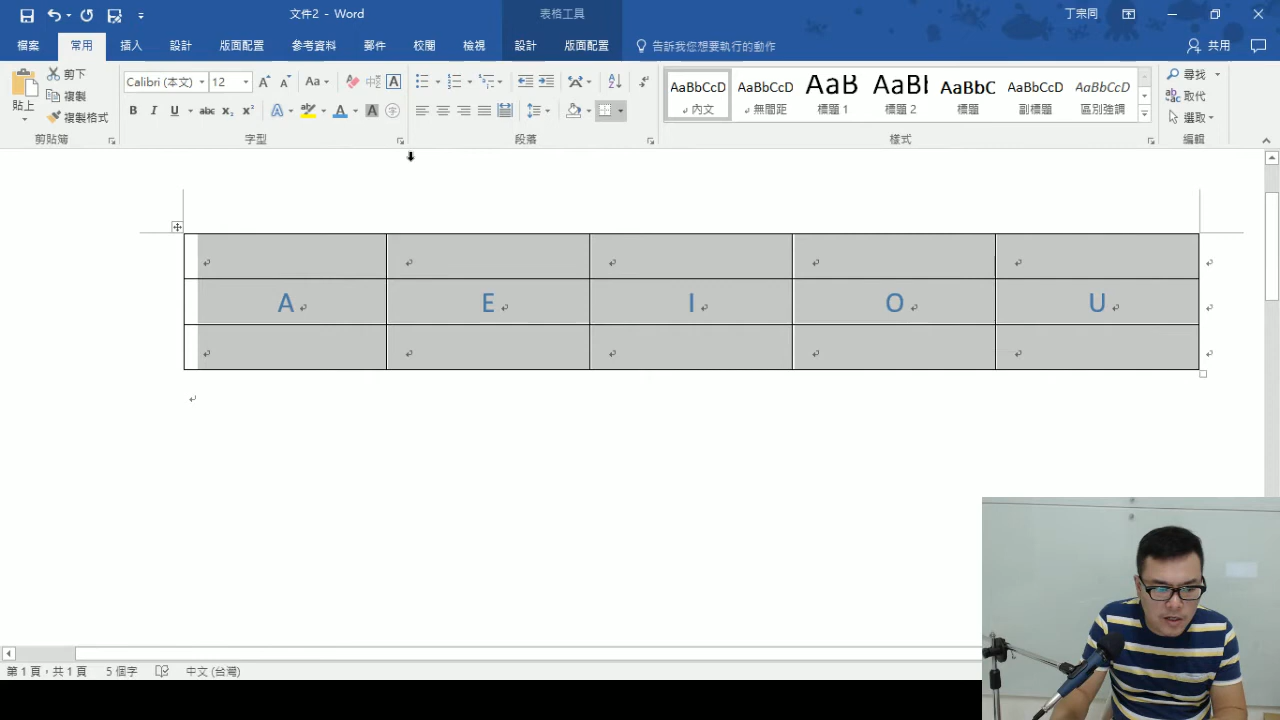 文件2 - Word
表格工具
丁宗同
檔案 常用 插入 設計 版面配置 參考資料 郵件 校閱 檢視 設計 版面配置 告訴我您想要執行的動作 共用
貼上
剪下
複製
複製格式
剪貼簿
Calibri (本文) 12
字型
段落
AaBbCcD 內文
AaBbCcD 無間距
AaB 標題 1
AaB 標題 2
AaBbC 標題
AaBbCcD 副標題
AaBbCcD 區別強調
樣式
尋找
取代
選取
編輯
A E I O U
第 1 頁，共 1 頁 5 個字 中文 (台灣)